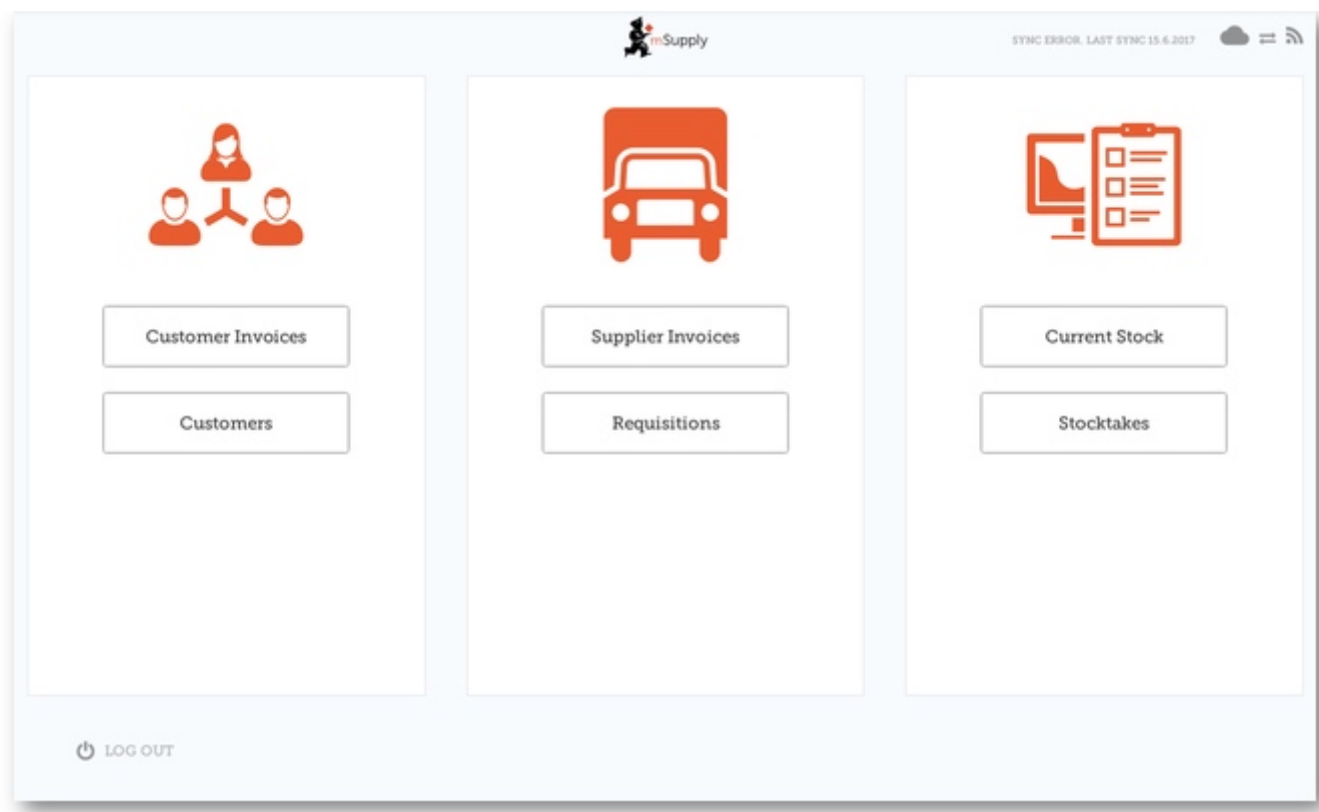 mSupply
SYNC ERROR. LAST SYNC 15.6.2017
Customer Invoices
Customers
Supplier Invoices
Requisitions
Current Stock
Stocktakes
LOG OUT